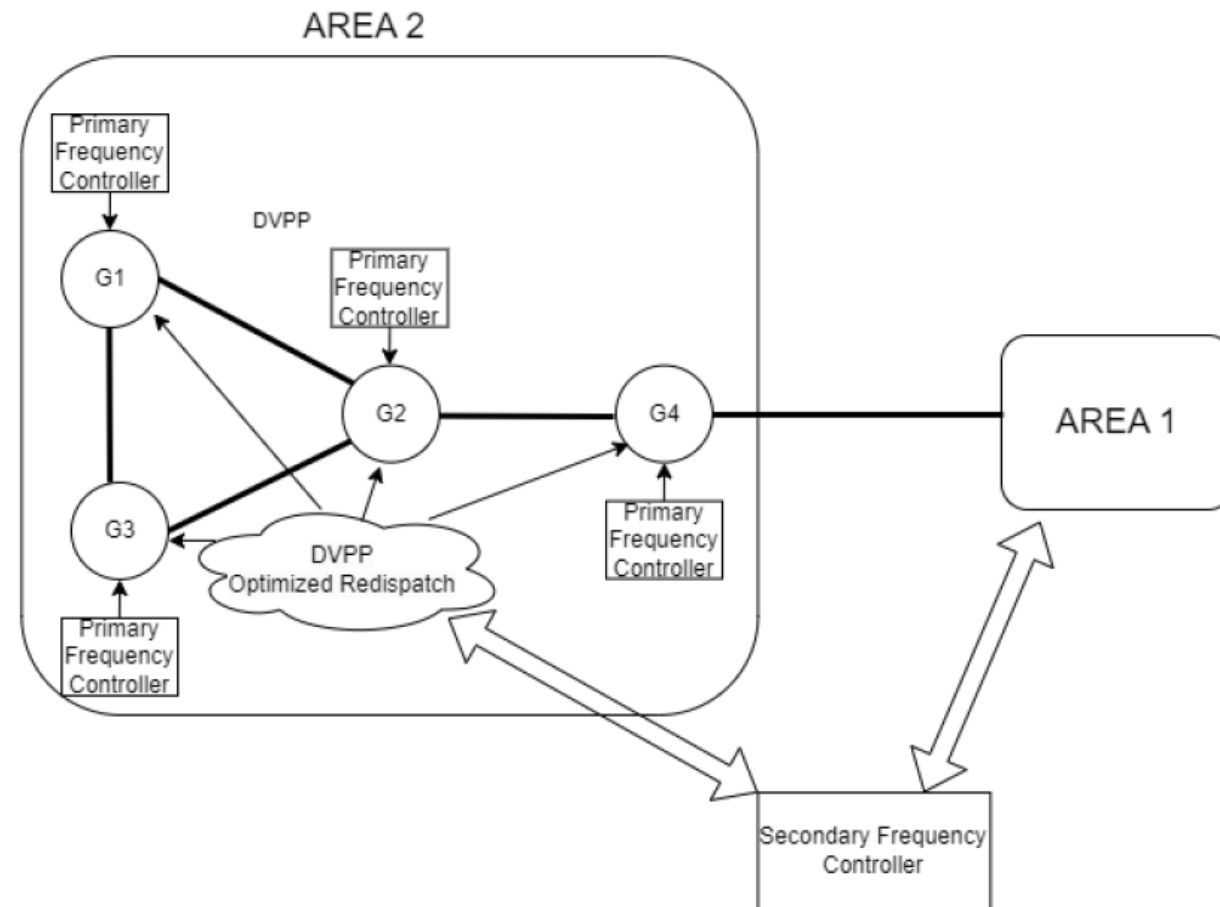 AREA 2
Primary
Frequency
Controller
DVPP
G1
Primary
Frequency
Controller
G2
G4
AREA 1
G3
Primary
Frequency
Controller
DVPP
Optimized Redispatch
Primary
Frequency
Controller
Secondary Frequency
Controller